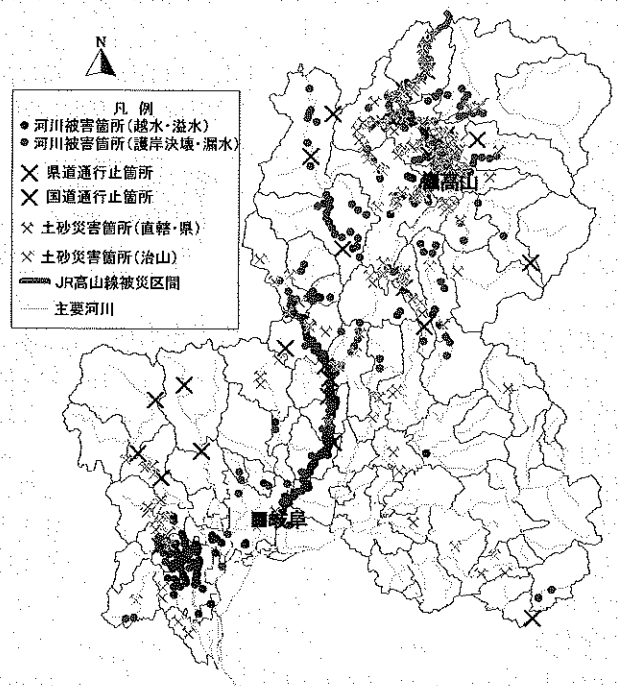 N
凡例
河川被害箇所(越水・溢水)
河川被害箇所(護岸決壊・漏水)
県道通行止箇所
国道通行止箇所
土砂災害箇所(直轄・県)
土砂災害箇所(治山)
JR高山線被災区間
主要河川
高山
岐阜